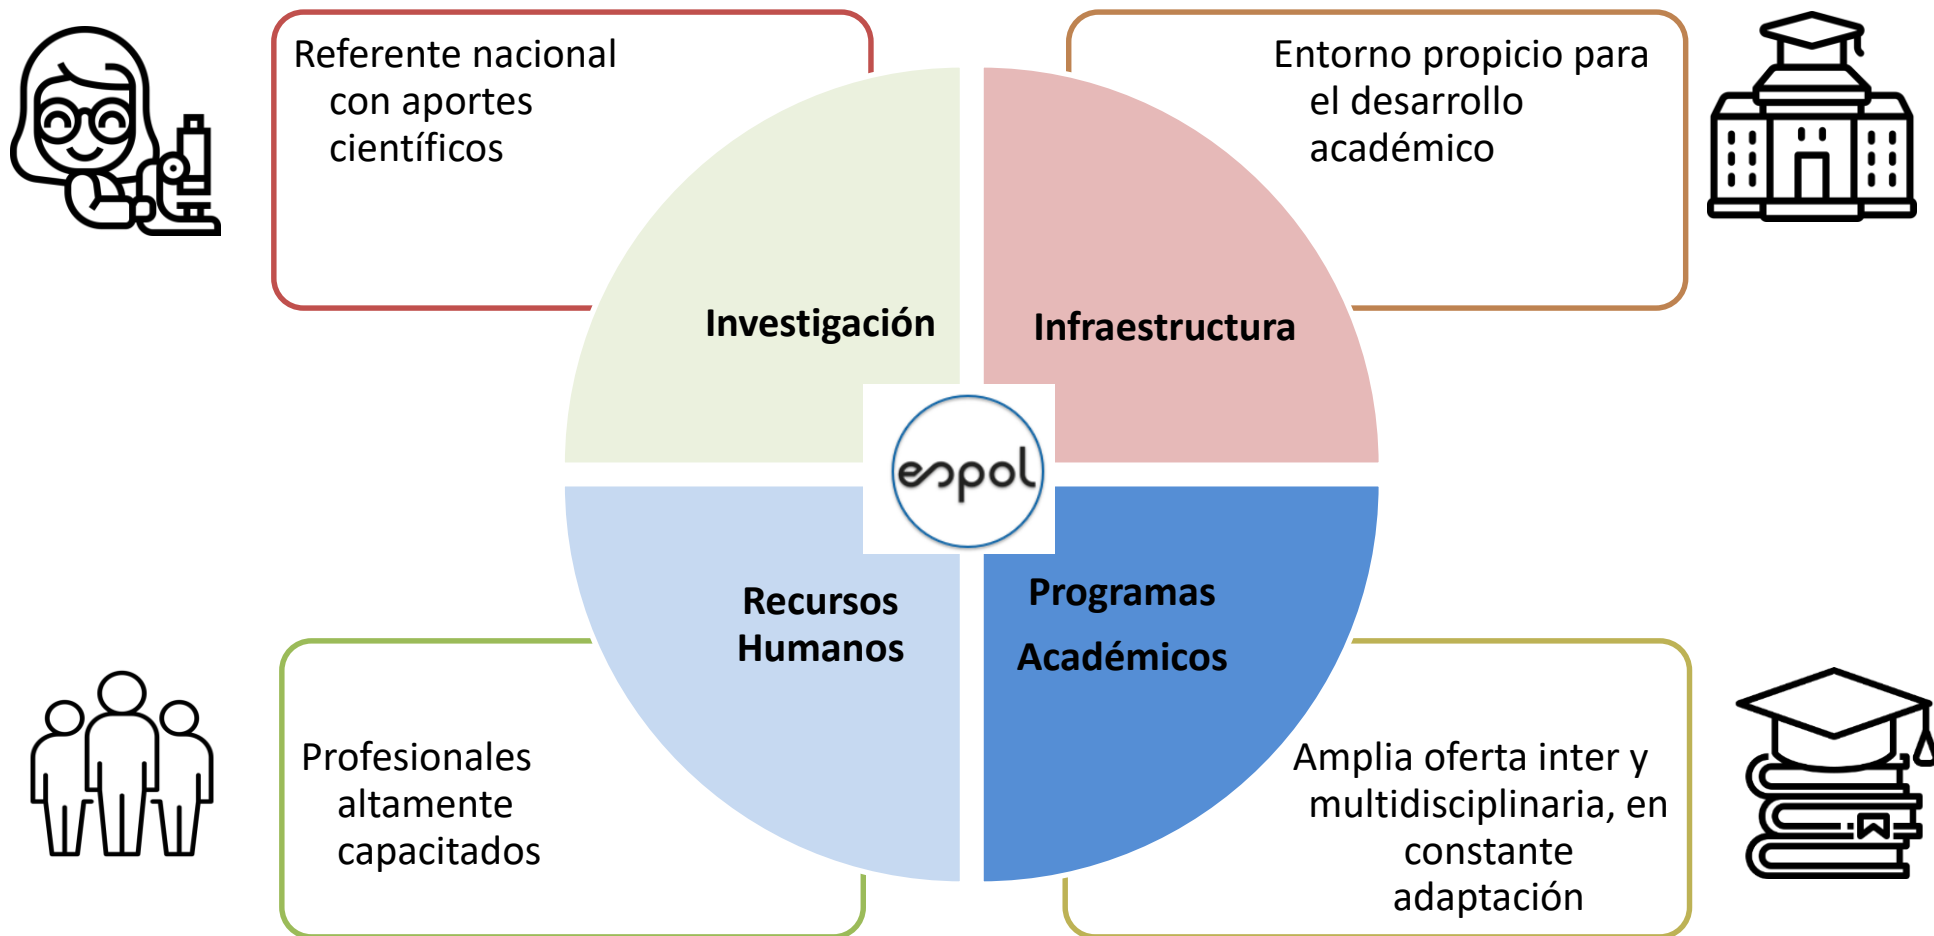 Referente nacional
con aportes
científicos
Entorno propicio para
el desarrollo
académico
Investigación
Infraestructura
espol
Recursos
Humanos
Programas
Académicos
Profesionales
altamente
capacitados
Amplia oferta inter y
multidisciplinaria, en
constante
adaptación